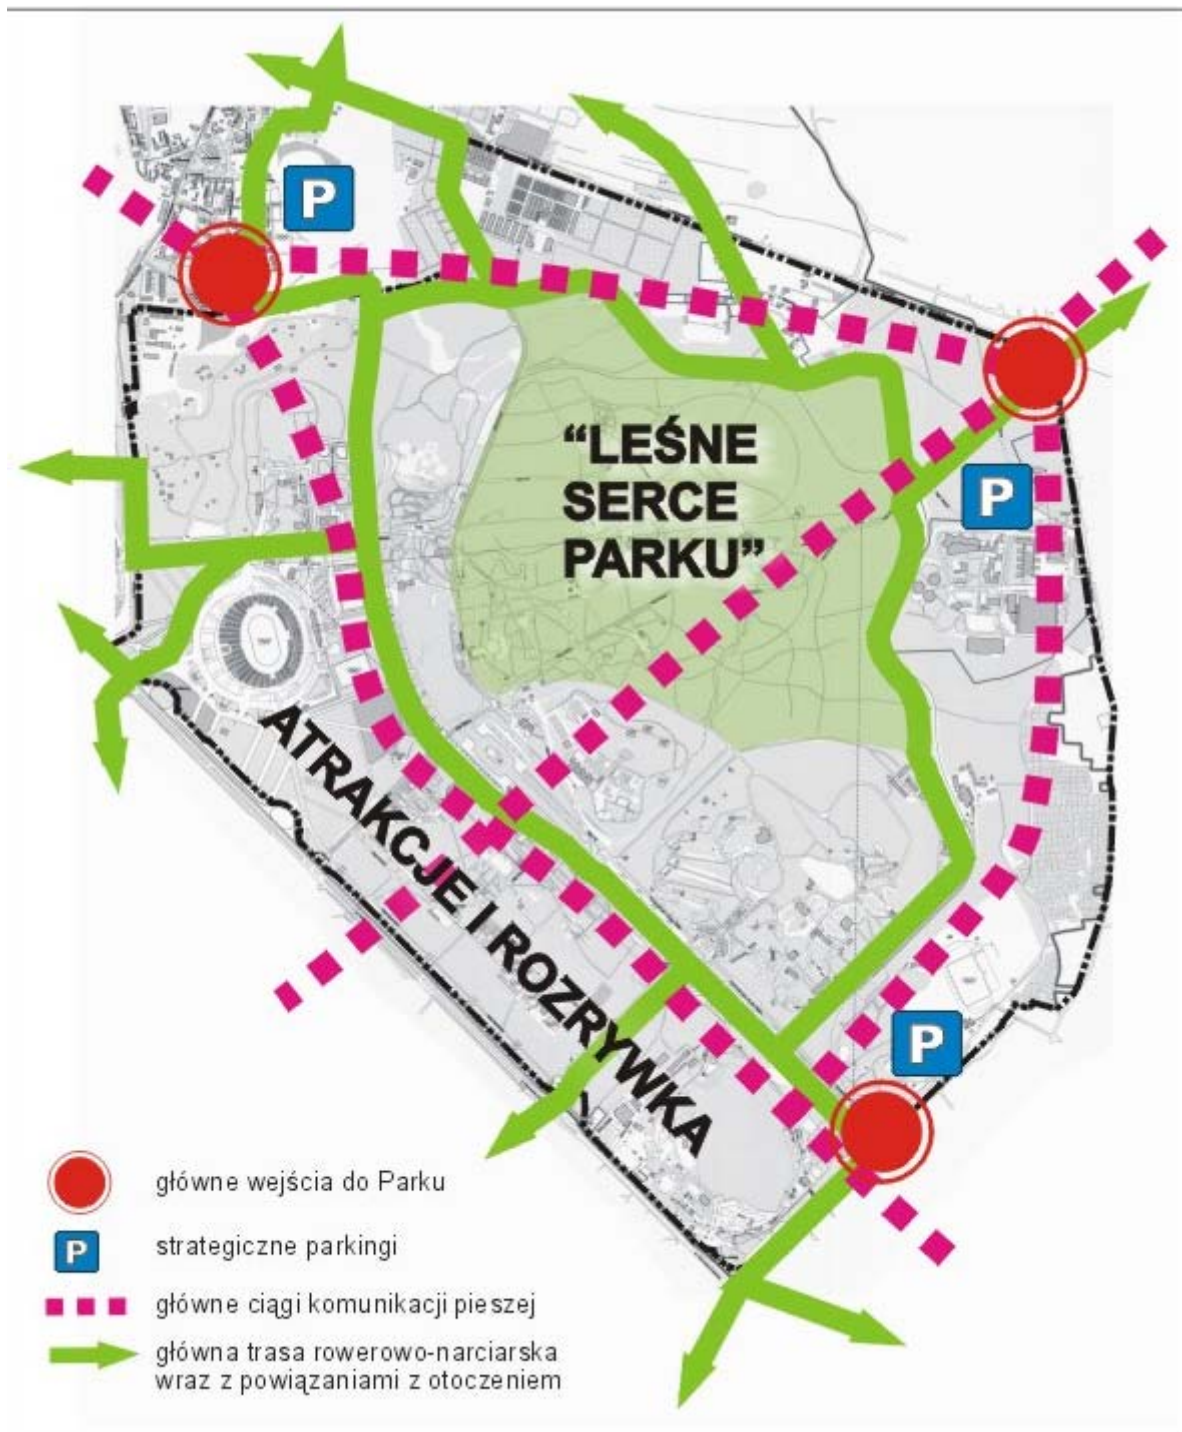 P
P
“LEŚNE
SERCE
PARKU”
ATRAKCJE I ROZRYWKA
P
główne wejścia do Parku
P
strategiczne parkingi
główne ciągi komunikacji pieszej
główna trasa rowerowo-narciarska
wraz z powiązaniami z otoczeniem